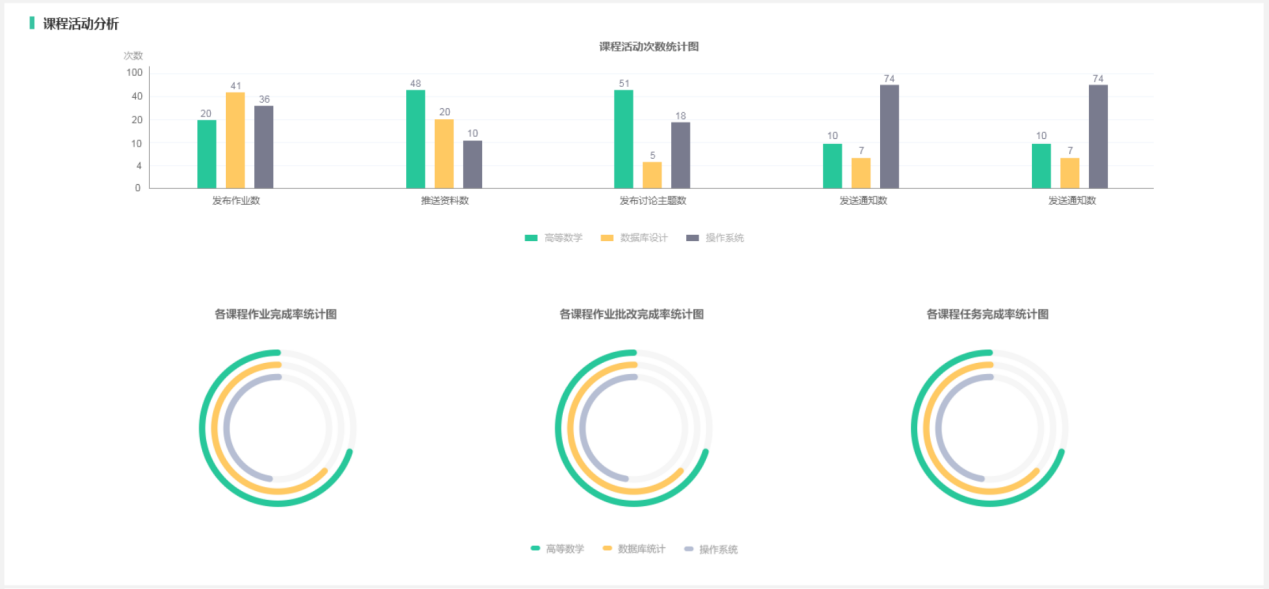 课程活动分析
课程活动次数统计图
次数
100
40
20
10
4
0
20
41
36
48
20
10
51
5
18
10
7
74
10
7
74
发布作业数
推送资料数
发布讨论主题数
发送通知数
发送通知数
高等数学
数据库设计
操作系统
各课程作业完成率统计图
各课程作业批改完成率统计图
各课程任务完成率统计图
高等数学
数据库统计
操作系统